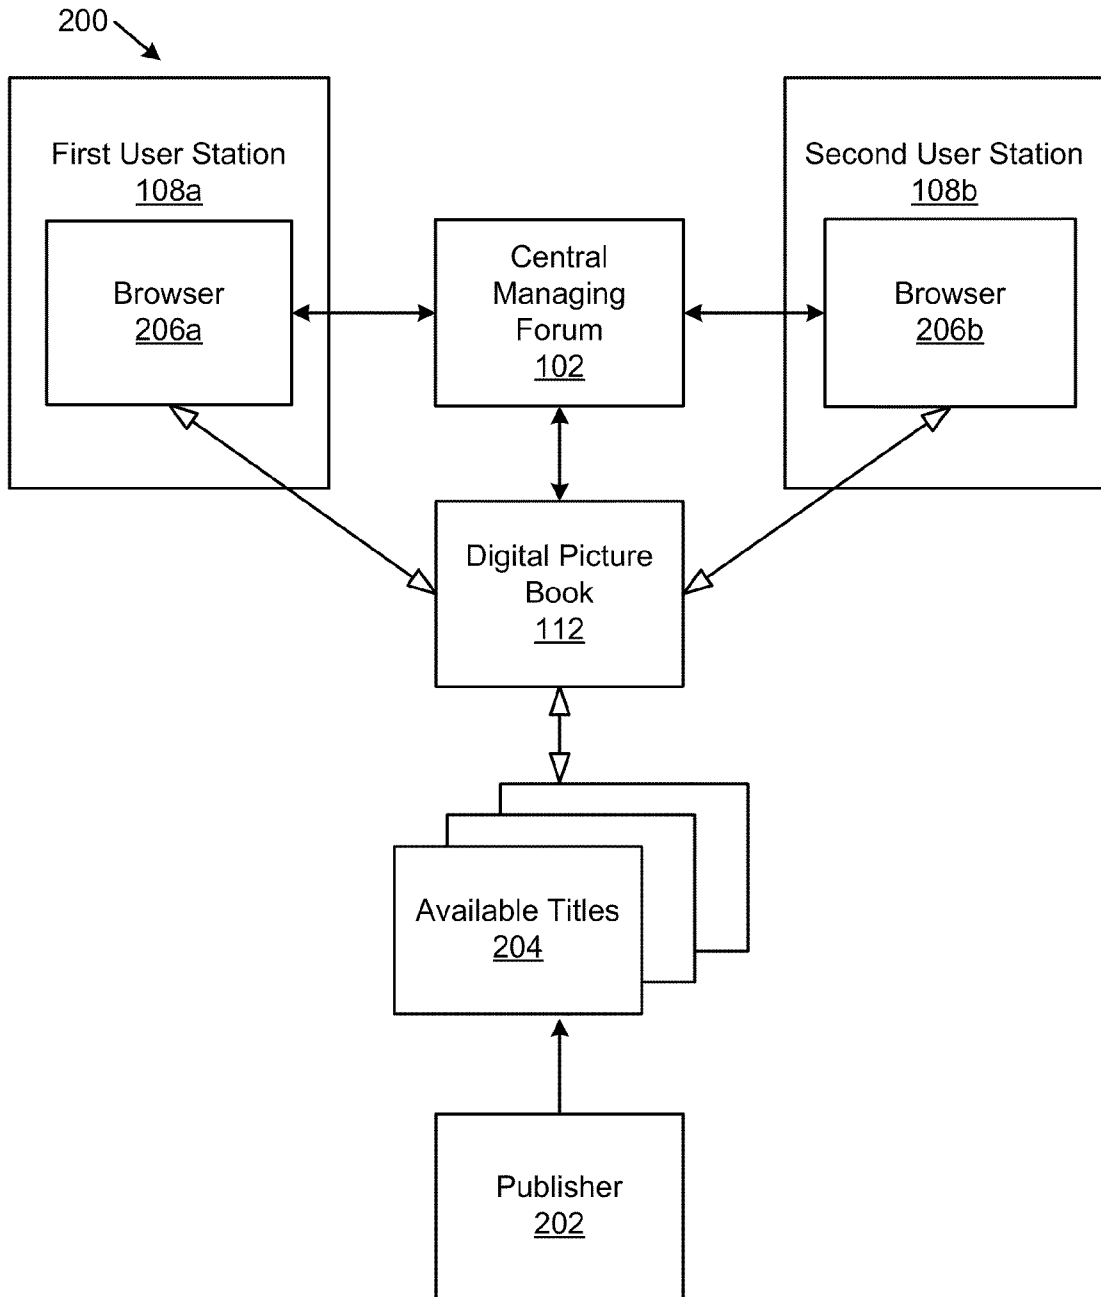 200
First User Station
108a
Browser
206a
Central
Managing
Forum
102
Second User Station
108b
Browser
206b
Digital Picture
Book
112
Available Titles
204
Publisher
202